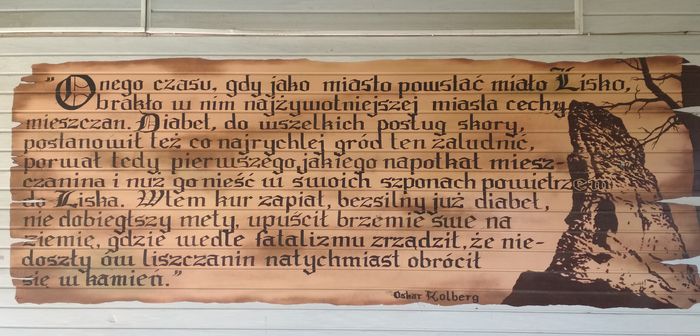 "Onego czasu, gdy jako miasto powstać miało Lisko,
brakło w nim najżywotniejszej miasta cechy
mieszczan. Diabeł, do wszelkich posług skory,
postanowił też co najrychlej gród ten zaludnić,
porwał tedy pierwszego jakiego napotkał miesz-
czanina i nuż go nieść w swoich szponach powietrzem
do Liska. Wtem kur zapiał, bezsilny już diabeł,
nie dobiegłszy mety, upuścił brzemie swe na
ziemię, gdzie wedle fatalizmu zrządził, że nie-
doszły ów liszczanin natychmiast obrócił
się w kamień."
Oskar Kolberg